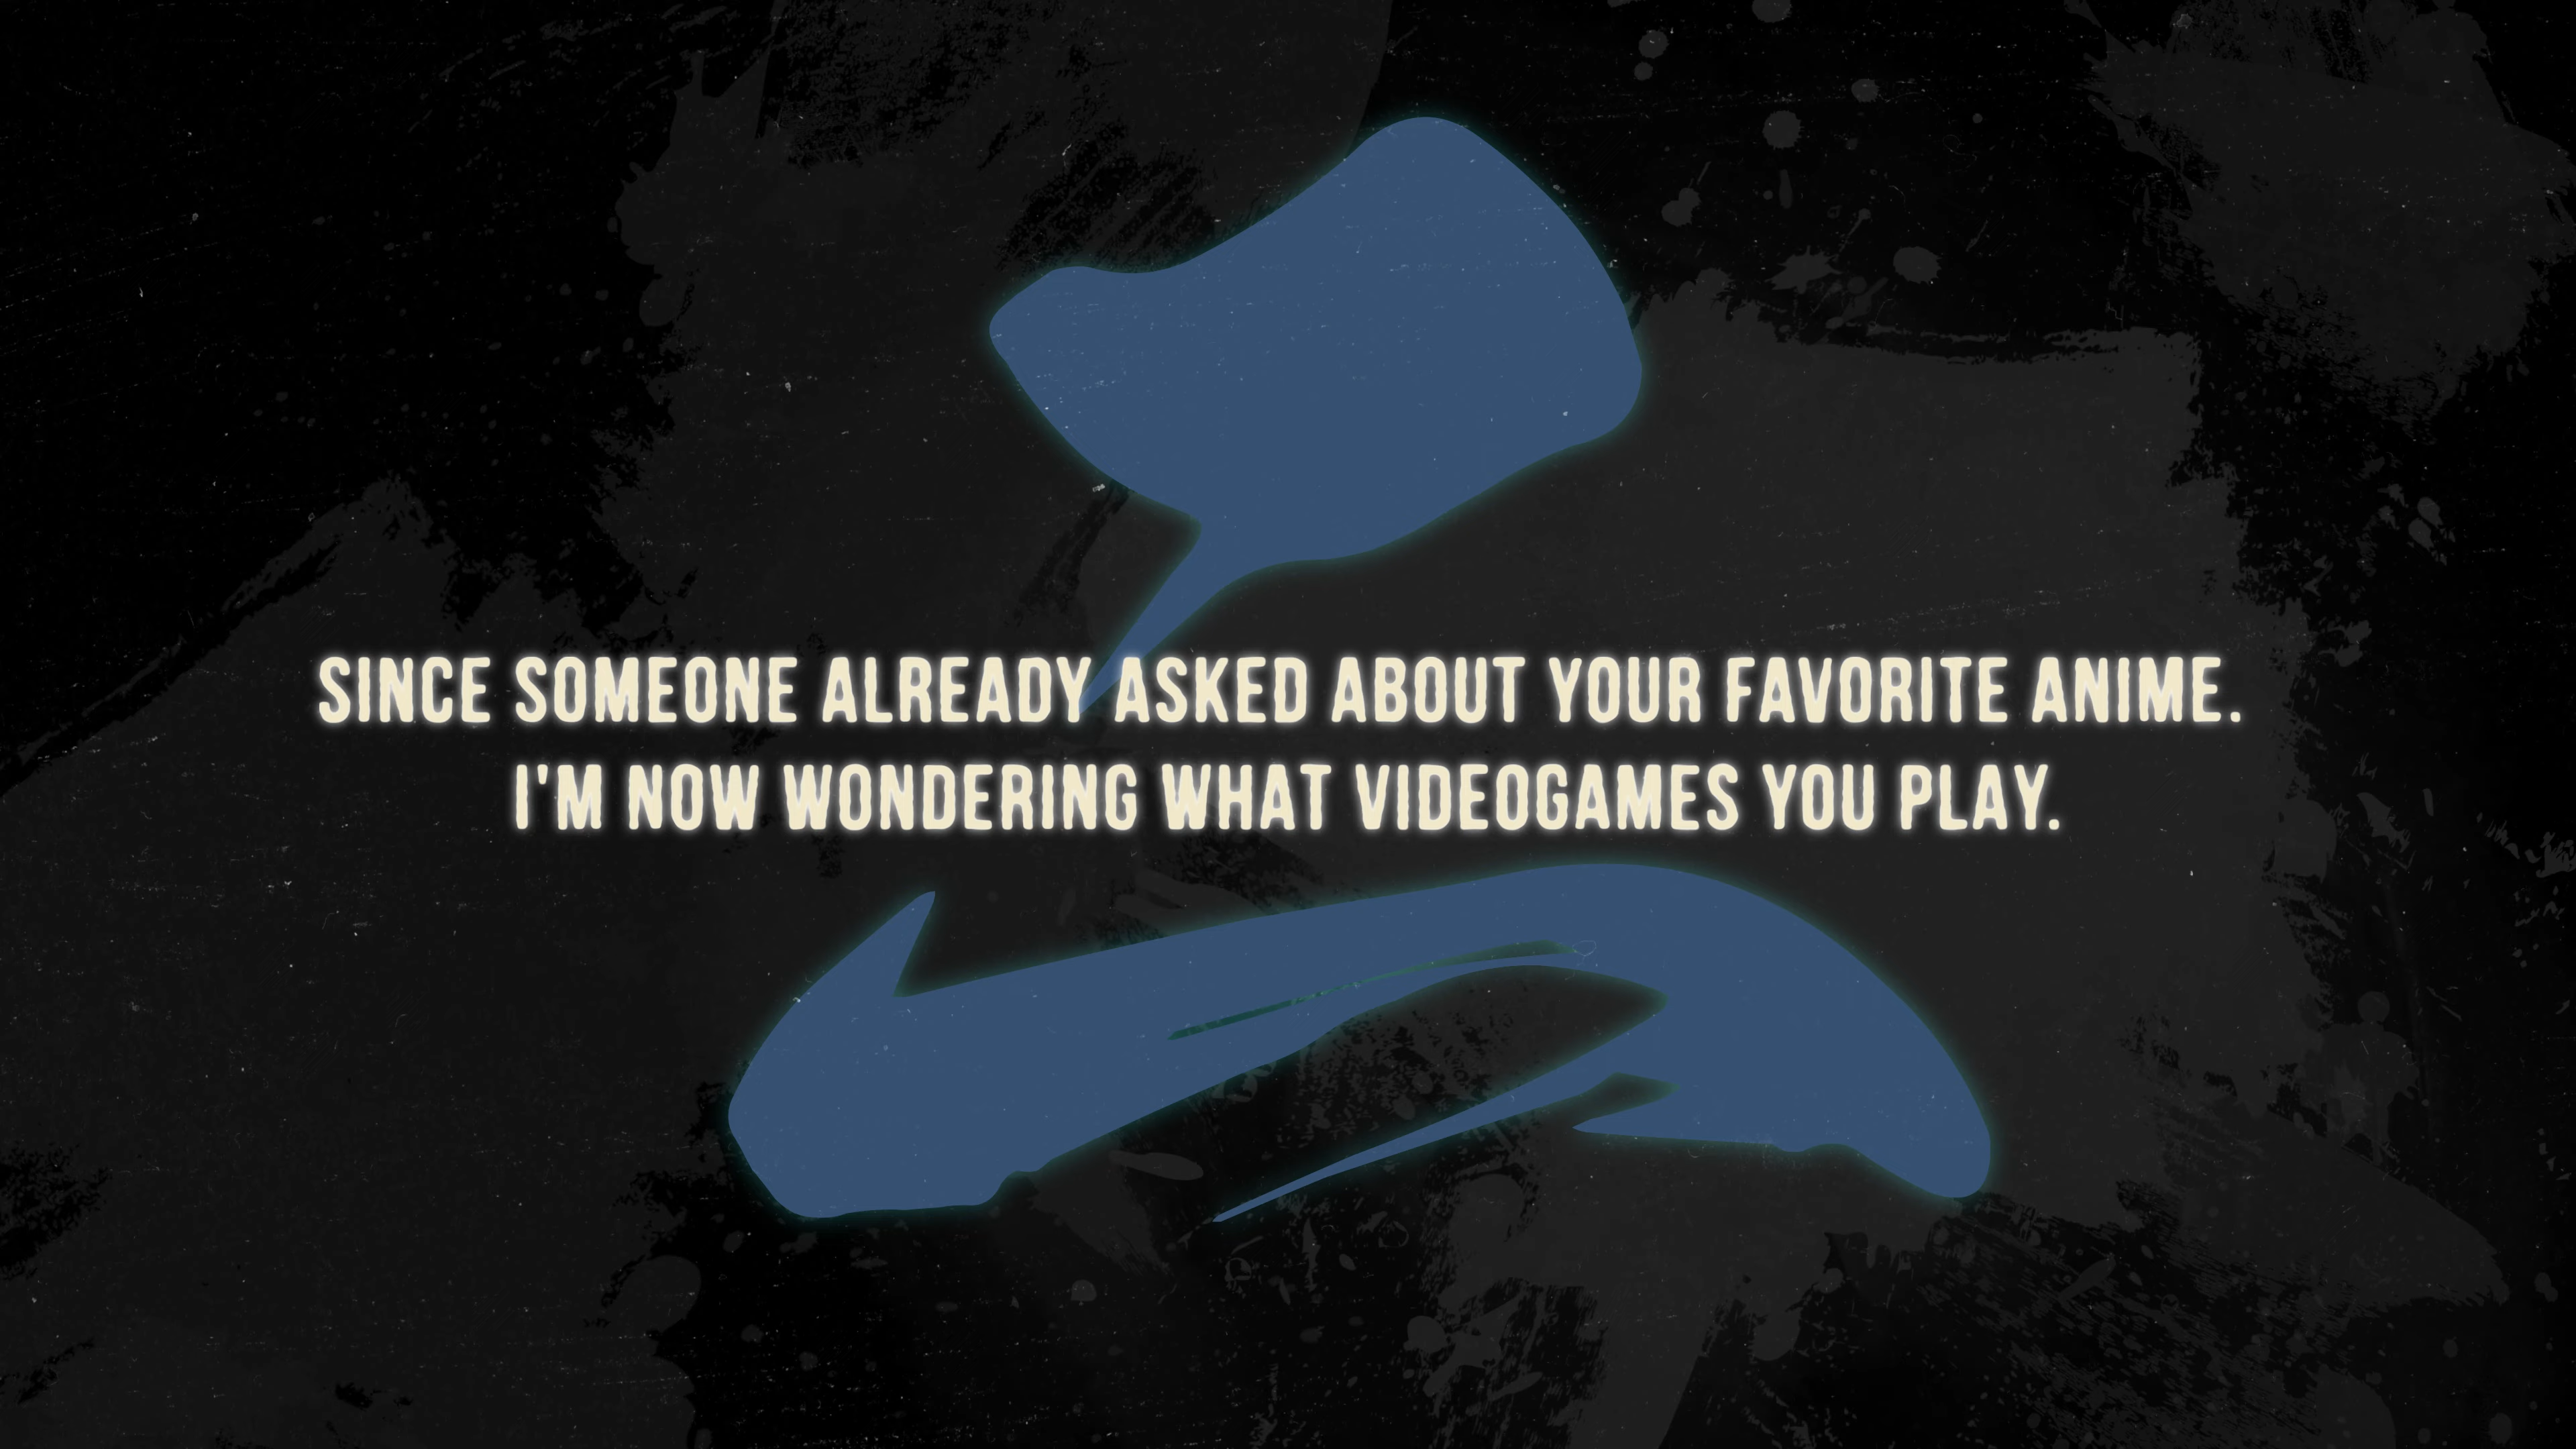 SINCE SOMEONE ALREADY ASKED ABOUT YOUR FAVORITE ANIME.
I'M NOW WONDERING WHAT VIDEOGAMES YOU PLAY.